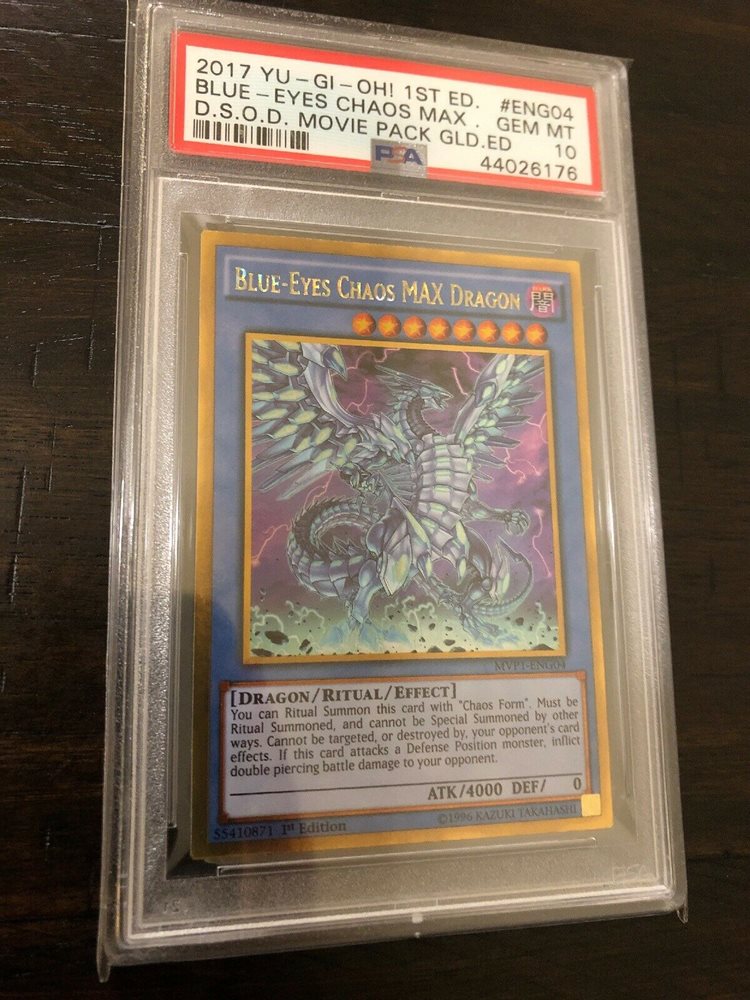 2017 YU-GI-OH! 1ST ED. #ENG04
BLUE-EYES CHAOS MAX . GEM MT
D.S.O.D. MOVIE PACK GLD.ED 10
PSA 44026176
BLUE-EYES CHAOS MAX DRAGON 闇
MVP1-ENG04
[DRAGON/RITUAL/EFFECT]
You can Ritual Summon this card with "Chaos Form". Must be
Ritual Summoned, and cannot be Special Summoned by other
ways. Cannot be targeted, or destroyed by, your opponent's card
effects. If this card attacks a Defense Position monster, inflict
double piercing battle damage to your opponent.
ATK/4000 DEF/ 0
55410871 1st Edition ©1996 KAZUKI TAKAHASHI